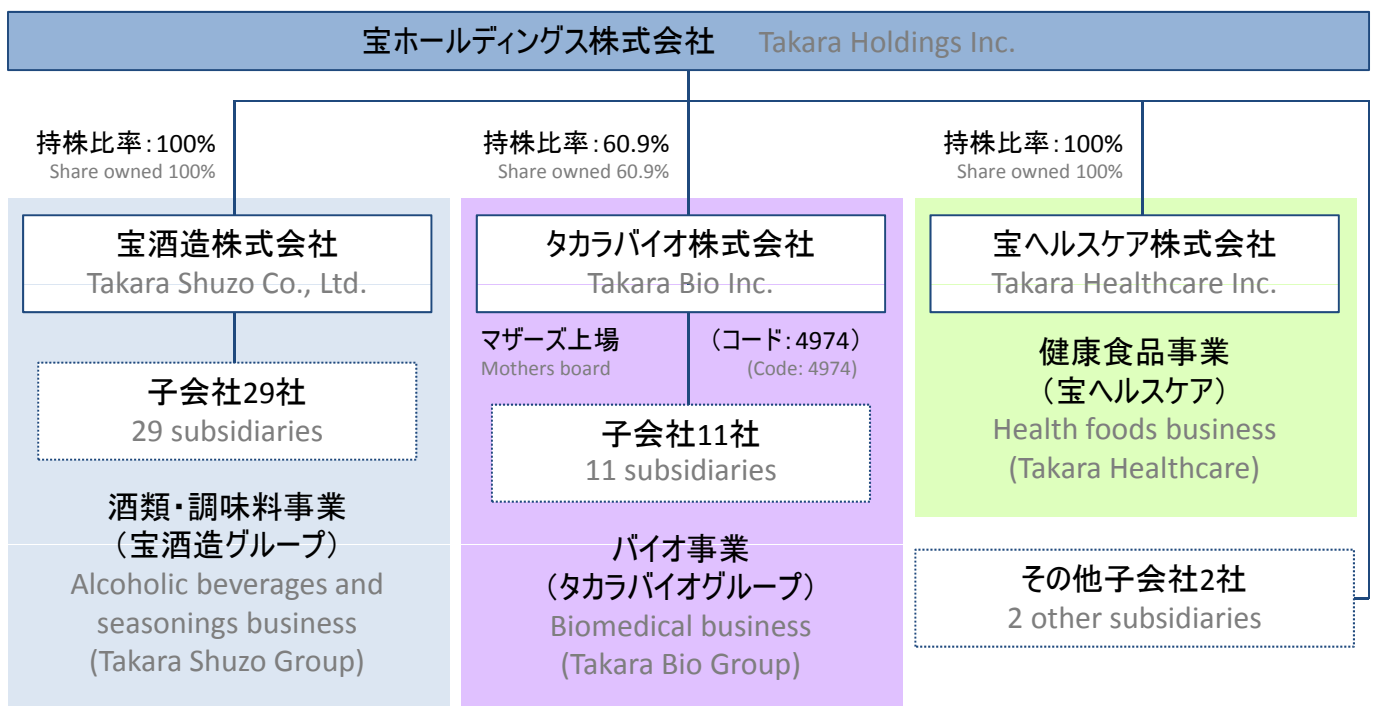 宝ホールディングス株式会社 Takara Holdings Inc.
持株比率:100%
Share owned 100%
宝酒造株式会社
Takara Shuzo Co., Ltd.
子会社29社
29 subsidiaries
酒類・調味料事業
(宝酒造グループ)
Alcoholic beverages and
seasonings business
(Takara Shuzo Group)
持株比率:60.9%
Share owned 60.9%
タカラバイオ株式会社
Takara Bio Inc.
マザーズ上場 (コード:4974)
Mothers board (Code: 4974)
子会社11社
11 subsidiaries
バイオ事業
(タカラバイオグループ)
Biomedical business
(Takara Bio Group)
持株比率:100%
Share owned 100%
宝ヘルスケア株式会社
Takara Healthcare Inc.
健康食品事業
(宝ヘルスケア)
Health foods business
(Takara Healthcare)
その他子会社2社
2 other subsidiaries